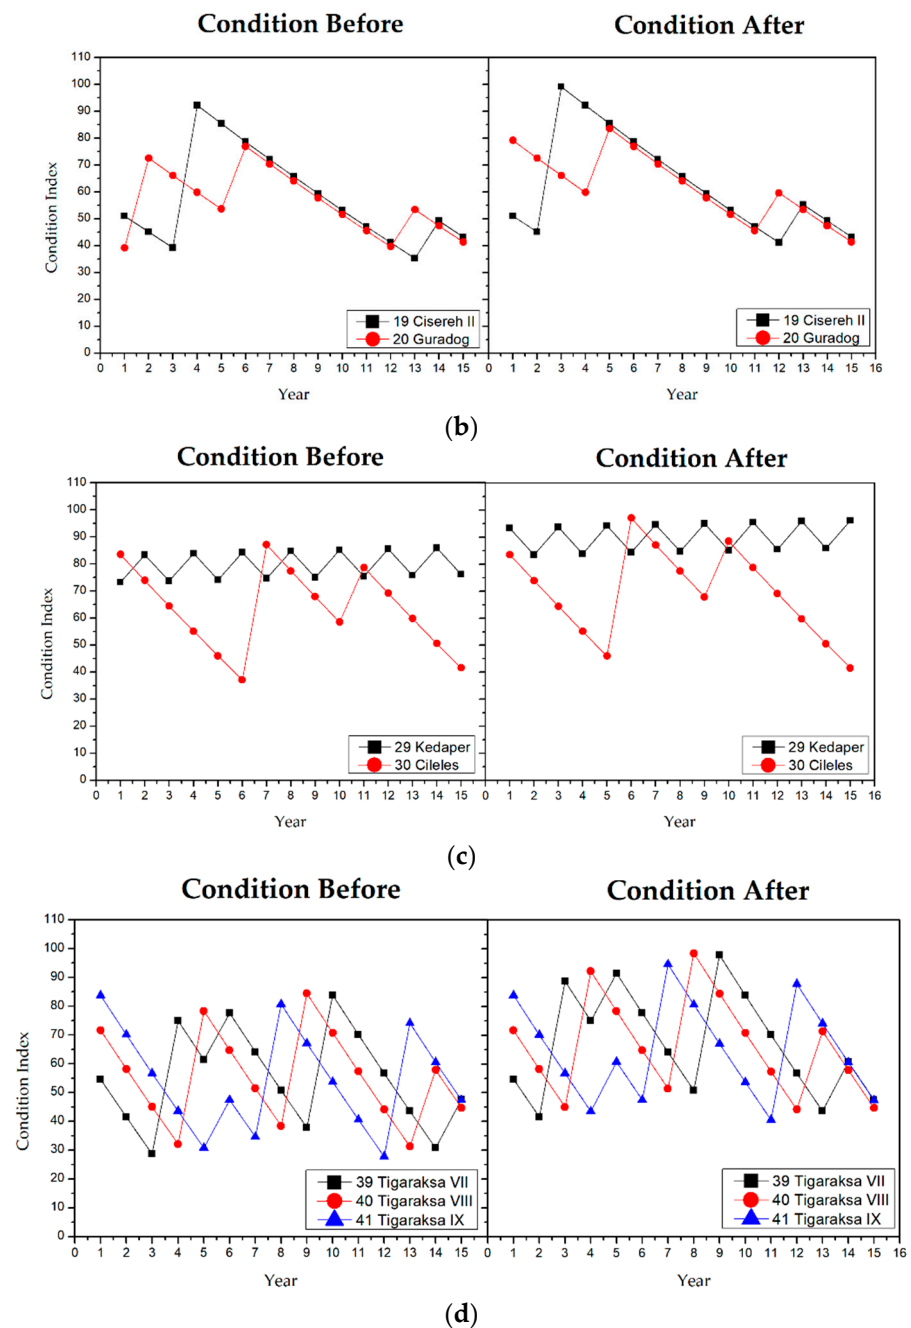 Condition Before
Condition After
110
100
90
80
70
60
50
40
30
20
10
0
Condition Index
19 Cisereh II
20 Guradog
19 Cisereh II
20 Guradog
0 1 2 3 4 5 6 7 8 9 10 11 12 13 14 15
0 1 2 3 4 5 6 7 8 9 10 11 12 13 14 15 16
Year
Year
(b)
Condition Before
Condition After
110
100
90
80
70
60
50
40
30
20
10
0
Condition Index
29 Kedaper
30 Cileles
29 Kedaper
30 Cileles
0 1 2 3 4 5 6 7 8 9 10 11 12 13 14 15
0 1 2 3 4 5 6 7 8 9 10 11 12 13 14 15 16
Year
Year
(c)
Condition Before
Condition After
110
100
90
80
70
60
50
40
30
20
10
0
Condition Index
39 Tigaraksa VII
40 Tigaraksa VIII
41 Tigaraksa IX
39 Tigaraksa VII
40 Tigaraksa VIII
41 Tigaraksa IX
0 1 2 3 4 5 6 7 8 9 10 11 12 13 14 15
0 1 2 3 4 5 6 7 8 9 10 11 12 13 14 15 16
Year
Year
(d)